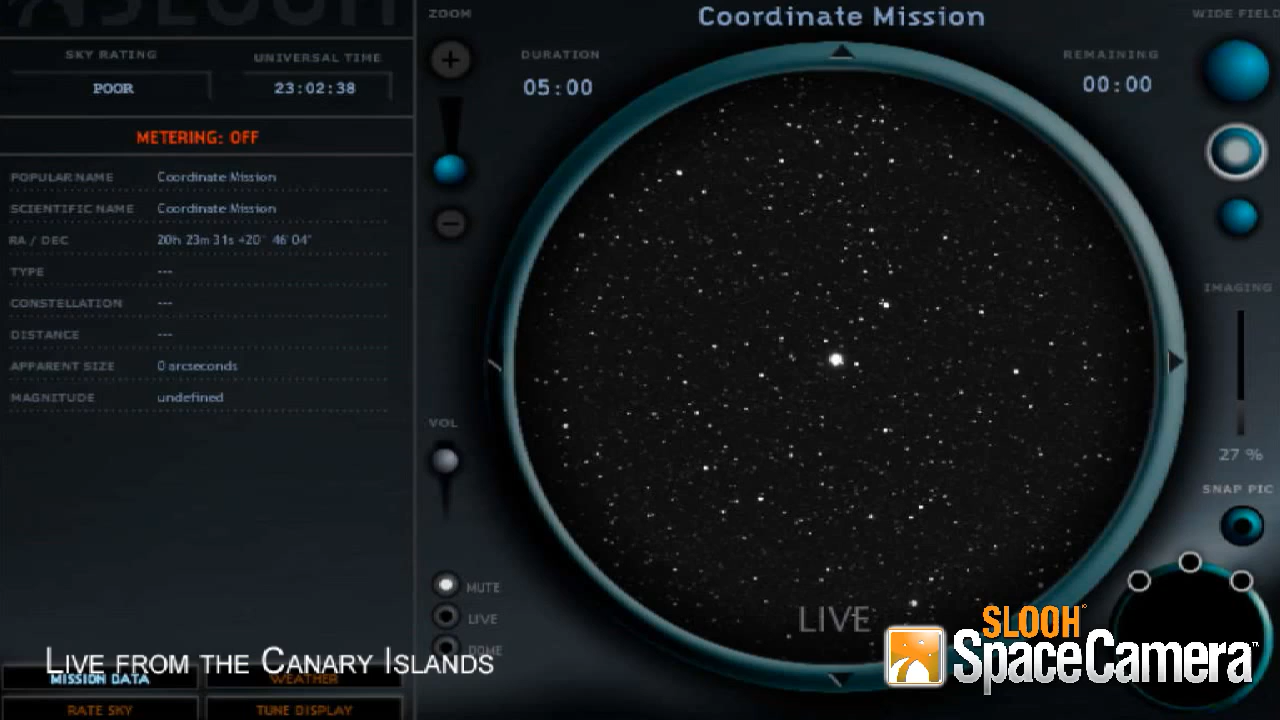 SLOOH
SKY RATING
POOR
UNIVERSAL TIME
23:02:38
METERING: OFF
POPULAR NAME Coordinate Mission
SCIENTIFIC NAME Coordinate Mission
RA / DEC 20h 23m 31s +20° 46' 04"
TYPE ---
CONSTELLATION ---
DISTANCE ---
APPARENT SIZE 0 arcseconds
MAGNITUDE undefined
LIVE FROM THE CANARY ISLANDS
MISSION DATA
WEATHER
RATE SKY
TUNE DISPLAY
ZOOM
+
−
VOL
MUTE
LIVE
DOME
Coordinate Mission
DURATION
05:00
REMAINING
00:00
LIVE
WIDE FIELD
IMAGING
27 %
SNAP PIC
SLOOH
SPACECAMERA™